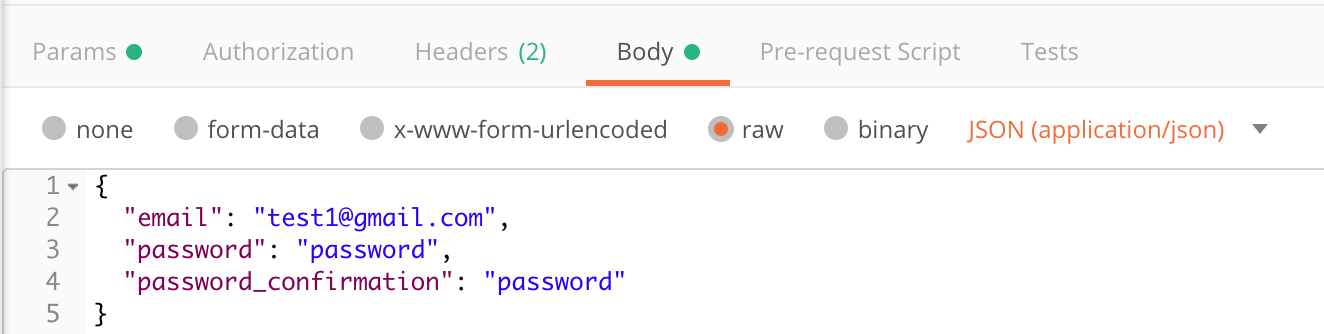 Params Authorization Headers (2) Body Pre-request Script Tests
none form-data x-www-form-urlencoded raw binary JSON (application/json)
1 {
2 "email": "test1@gmail.com",
3 "password": "password",
4 "password_confirmation": "password"
5 }